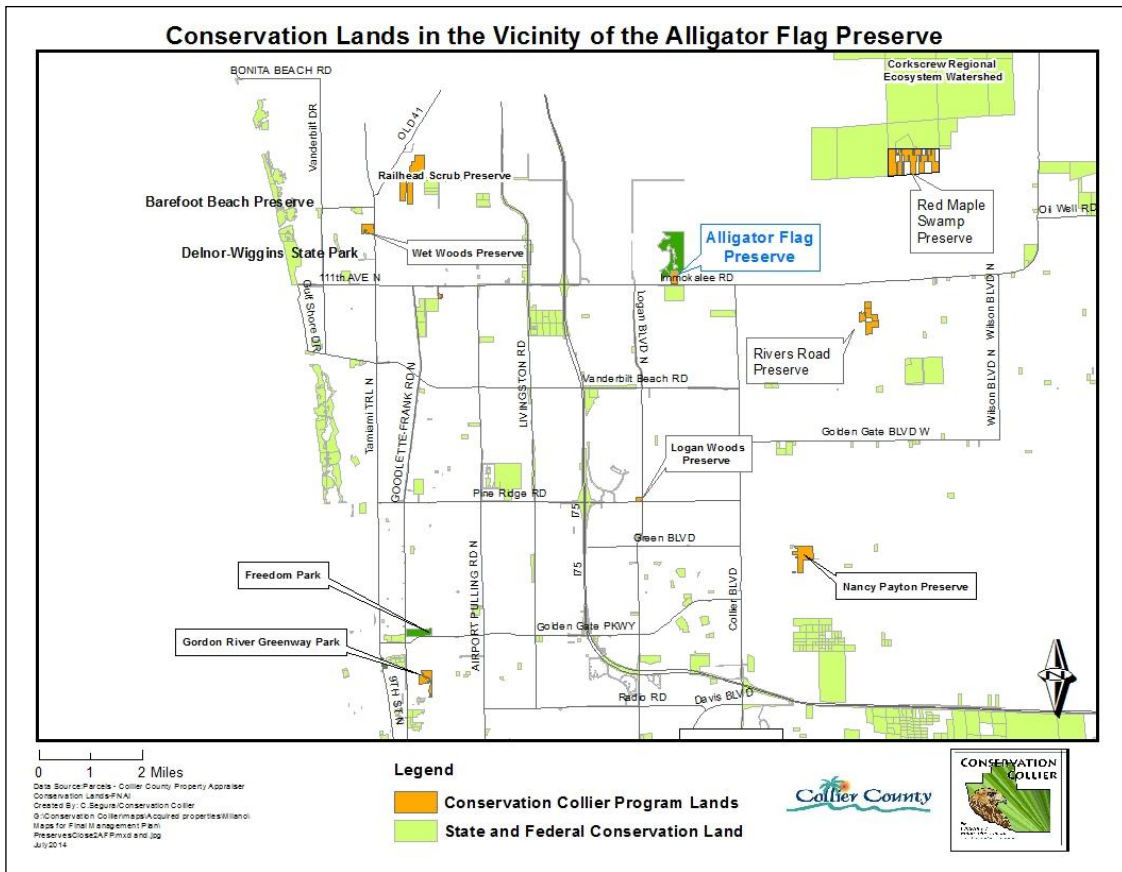 Conservation Lands in the Vicinity of the Alligator Flag Preserve
BONITA BEACH RD
Corkscrew Regional
Ecosystem Watershed
Vanderbilt DR
OLD 41
Railhead Scrub Preserve
Barefoot Beach Preserve
Red Maple
Swamp
Preserve
Oil Well RD
Alligator Flag
Preserve
Delnor-Wiggins State Park
Wet Woods Preserve
111th AVE N
Immokalee RD
Gulf Shore DR
Logan BLVD N
Wilson BLVD N
Rivers Road
Preserve
LIVINGSTON RD
Vanderbilt Beach RD
Wilson BLVD N
Tamiami TRL N
GOODLETTE-FRANK RD N
Golden Gate BLVD W
Logan Woods
Preserve
Pine Ridge RD
I75
Green BLVD
Freedom Park
I75
Nancy Payton Preserve
AIRPORT PULLING RD N
Collier BLVD
Golden Gate PKWY
Gordon River Greenway Park
9TH ST N
Radio RD
Davis BLVD
N
0 1 2 Miles
Data Source:Parcels - Collier County Property Appraiser
Conservation Lands-FNAI
Created By: C.Segura/Conservation Collier
Maps for Final Management Plan\
July2014
Legend
Conservation Collier Program Lands
State and Federal Conservation Land
Collier County
CONSERVATION
COLLIER